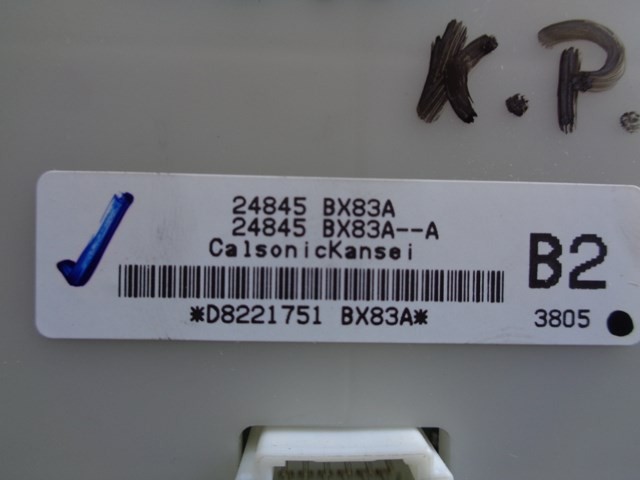 K.P.
24845 BX83A
24845 BX83A--A
CalsonicKansei
B2
*D8221751 BX83A*
3805